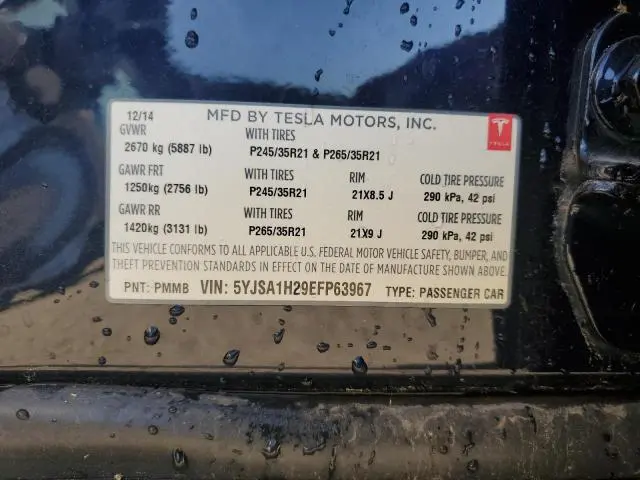 12/14 MFD BY TESLA MOTORS, INC.
GVWR WITH TIRES
2670 kg (5887 lb) P245/35R21 & P265/35R21
GAWR FRT WITH TIRES RIM COLD TIRE PRESSURE
1250kg (2756 lb) P245/35R21 21X8.5 J 290 kPa, 42 psi
GAWR RR WITH TIRES RIM COLD TIRE PRESSURE
1420kg (3131 lb) P265/35R21 21X9 J 290 kPa, 42 psi
THIS VEHICLE CONFORMS TO ALL APPLICABLE U.S. FEDERAL MOTOR VEHICLE SAFETY, BUMPER, AND
THEFT PREVENTION STANDARDS IN EFFECT ON THE DATE OF MANUFACTURE SHOWN ABOVE.
PNT: PMMB VIN: 5YJSA1H29EFP63967 TYPE: PASSENGER CAR
TESLA